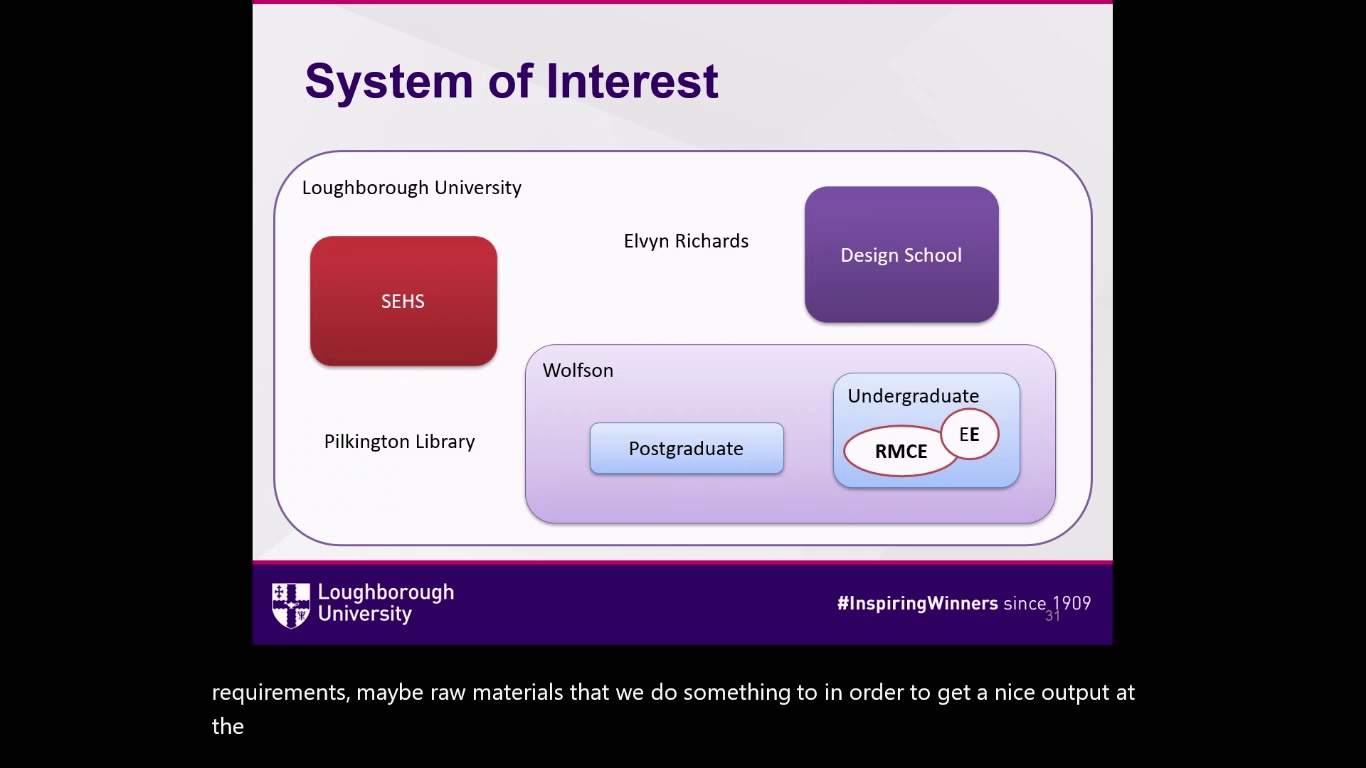 System of Interest
Loughborough University
Elvyn Richards
Design School
SEHS
Wolfson
Undergraduate
EE
RMCE
Postgraduate
Pilkington Library
Loughborough
University
#InspiringWinners since 1909
31
requirements, maybe raw materials that we do something to in order to get a nice output at
the